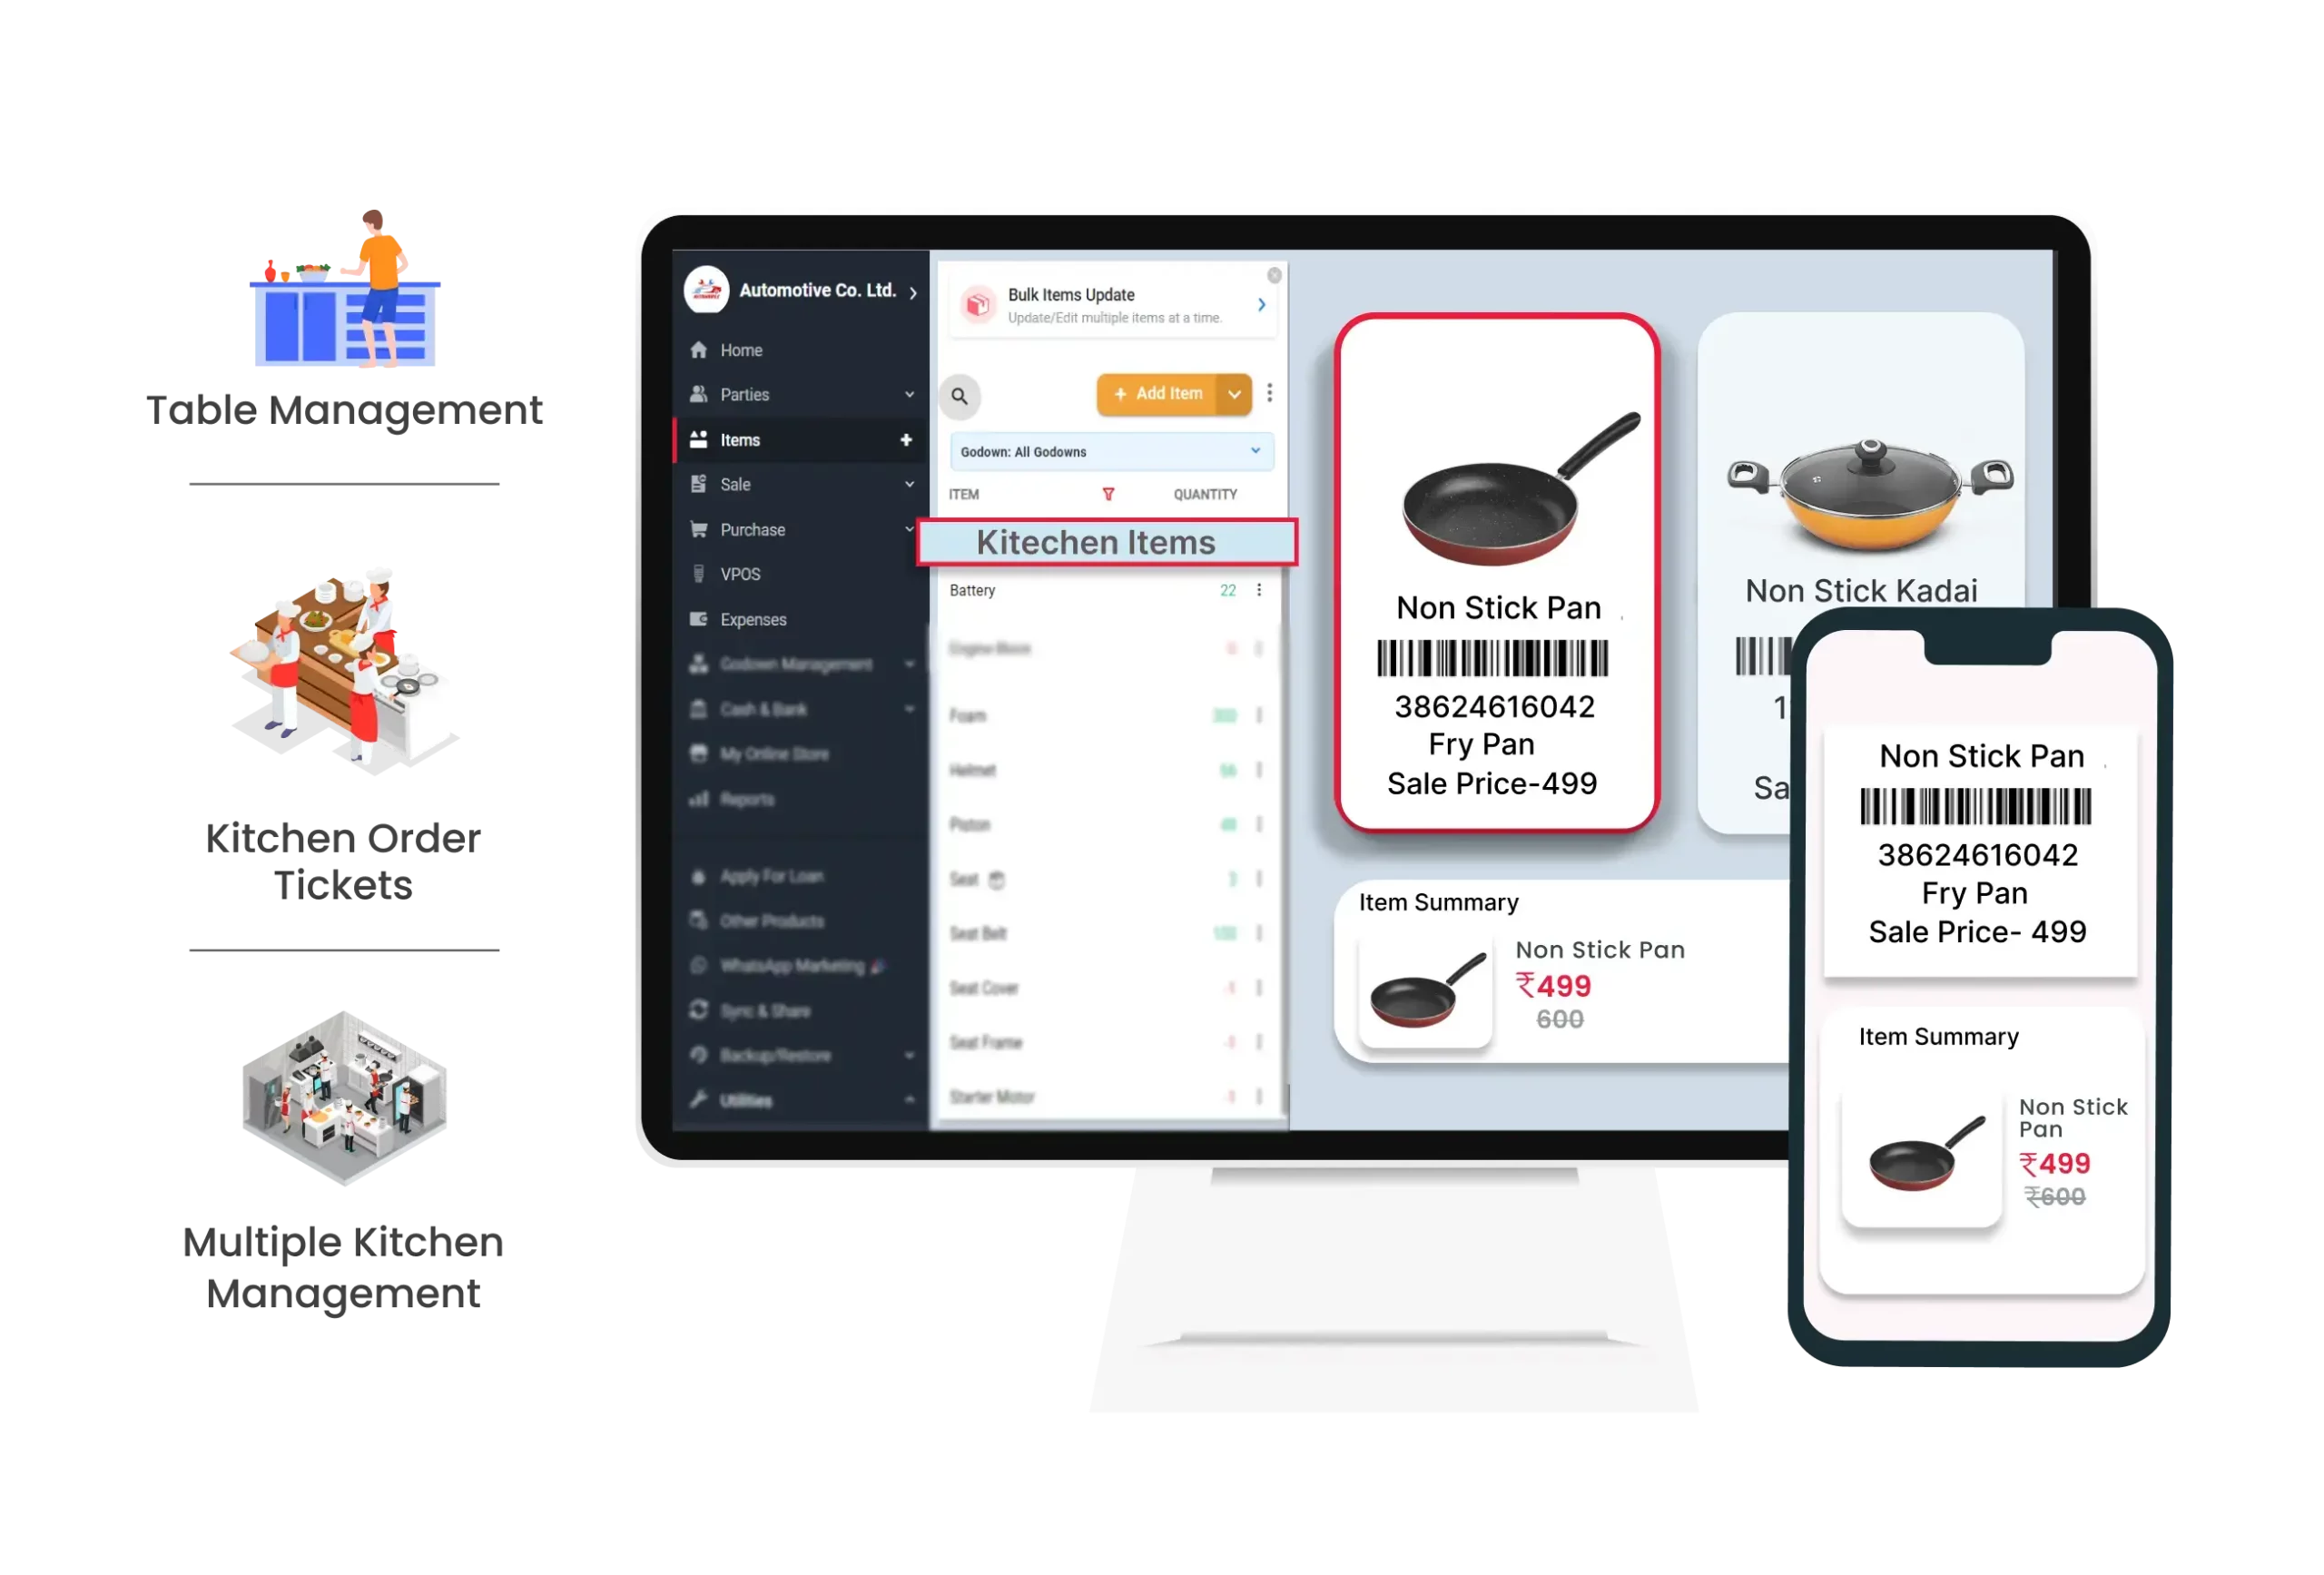 Table Management
Kitchen Order
Tickets
Multiple Kitchen
Management
Automotive Co. Ltd.
Home
Parties
Items
Sale
Purchase
VPOS
Expenses
Godown Management
Cash & Bank
My Online Store
Reports
Apply For Loan
Other Products
WhatsApp Marketing
Sync & Share
Backup/Restore
Utilities
Bulk Items Update
Update/Edit multiple items at a time.
+ Add Item
Godown: All Godowns
ITEM QUANTITY
Kitechen Items
Battery 22
Foam
Helmet
Piston
Seat
Seat Belt
Seat Cover
Seat Frame
Starter Motor
Non Stick Pan
38624616042
Fry Pan
Sale Price-499
Non Stick Kadai
1
Sa
Item Summary
Non Stick Pan
₹499
600
Non Stick Pan
38624616042
Fry Pan
Sale Price- 499
Item Summary
Non Stick
Pan
₹499
₹600